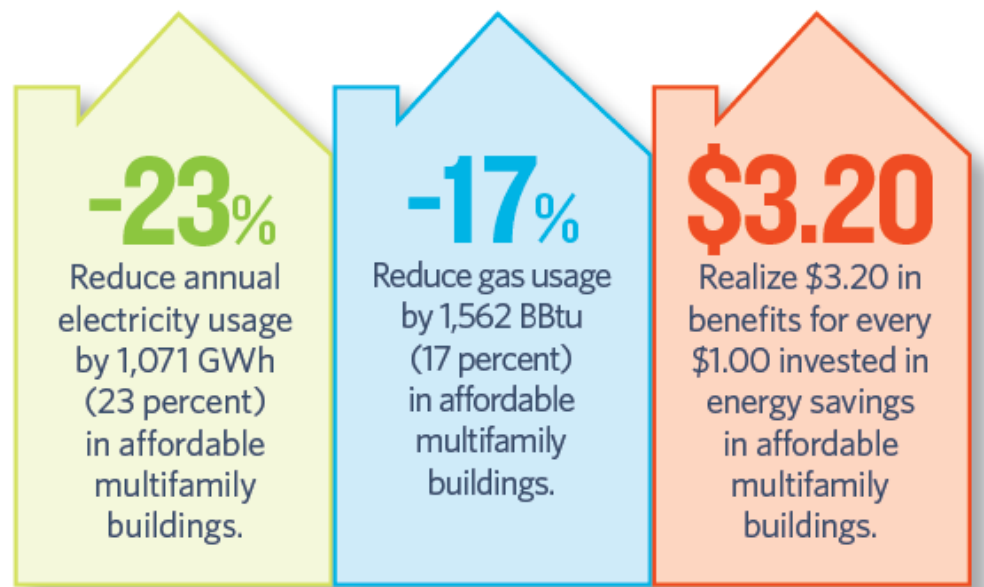 -23%
Reduce annual
electricity usage
by 1,071 GWh
(23 percent)
in affordable
multifamily
buildings.
-17%
Reduce gas usage
by 1,562 BBtu
(17 percent)
in affordable
multifamily
buildings.
$3.20
Realize $3.20 in
benefits for every
$1.00 invested in
energy savings
in affordable
multifamily
buildings.